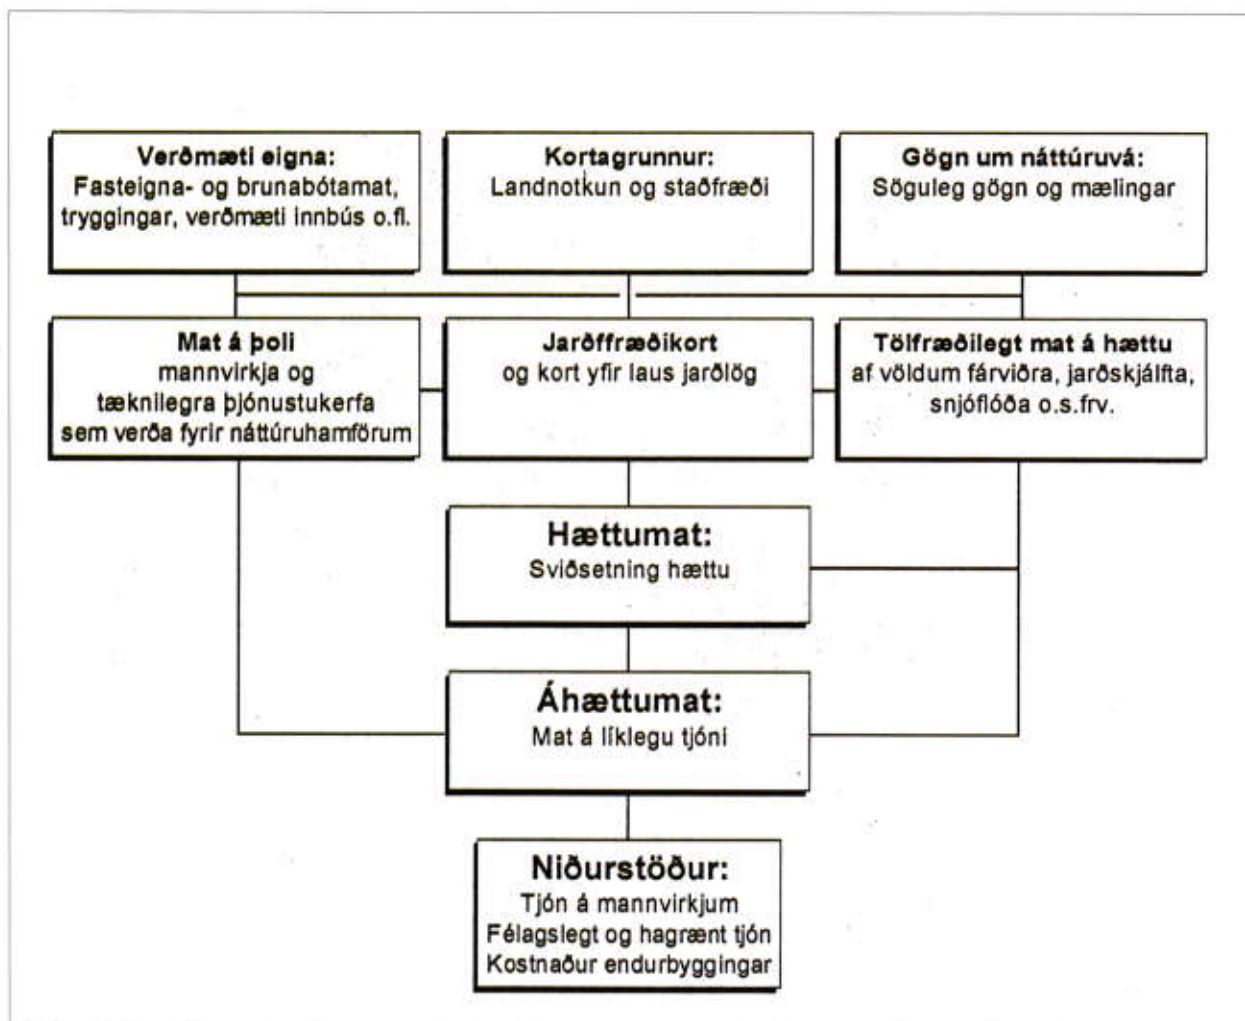 Verðmæti eigna:
Fasteigna- og brunabótamat,
tryggingar, verðmæti innbús o.fl.
Kortagrunnur:
Landnotkun og staðfræði
Gögn um náttúruvá:
Söguleg gögn og mælingar
Mat á þoli
mannvirkja og
tæknilegra þjónustukerfa
sem verða fyrir náttúruhamförum
Jarðffræðikort
og kort yfir laus jarðlög
Tölfræðilegt mat á hættu
af völdum fárviðra, jarðskjálfta,
snjóflóða o.s.frv.
Hættumat:
Sviðsetning hættu
Áhættumat:
Mat á líklegu tjóni
Niðurstöður:
Tjón á mannvirkjum
Félagslegt og hagrænt tjón
Kostnaður endurbyggingar